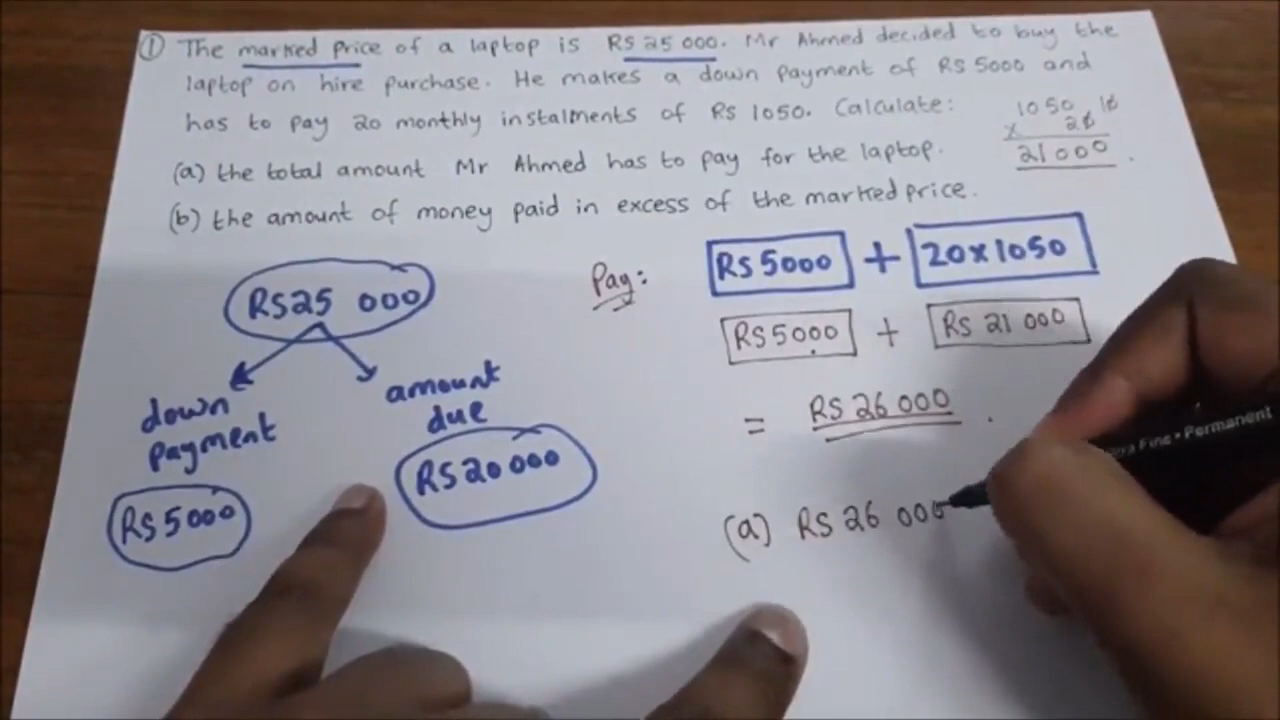 ① The marked price of a laptop is RS 25 000. Mr Ahmed decided to buy the
laptop on hire purchase. He makes a down payment of RS 5000 and
has to pay 20 monthly instalments of RS 1050. Calculate:
(a) the total amount Mr Ahmed has to pay for the laptop.
(b) the amount of money paid in excess of the marked price.
1050
x 20
21000
RS25 000
down
payment
RS 5000
amount
due
RS20000
Pay:
RS 5000 + 20x1050
RS 5000 + RS 21 000
= RS 26 000
(a) RS 26 000
Fine • Permanent